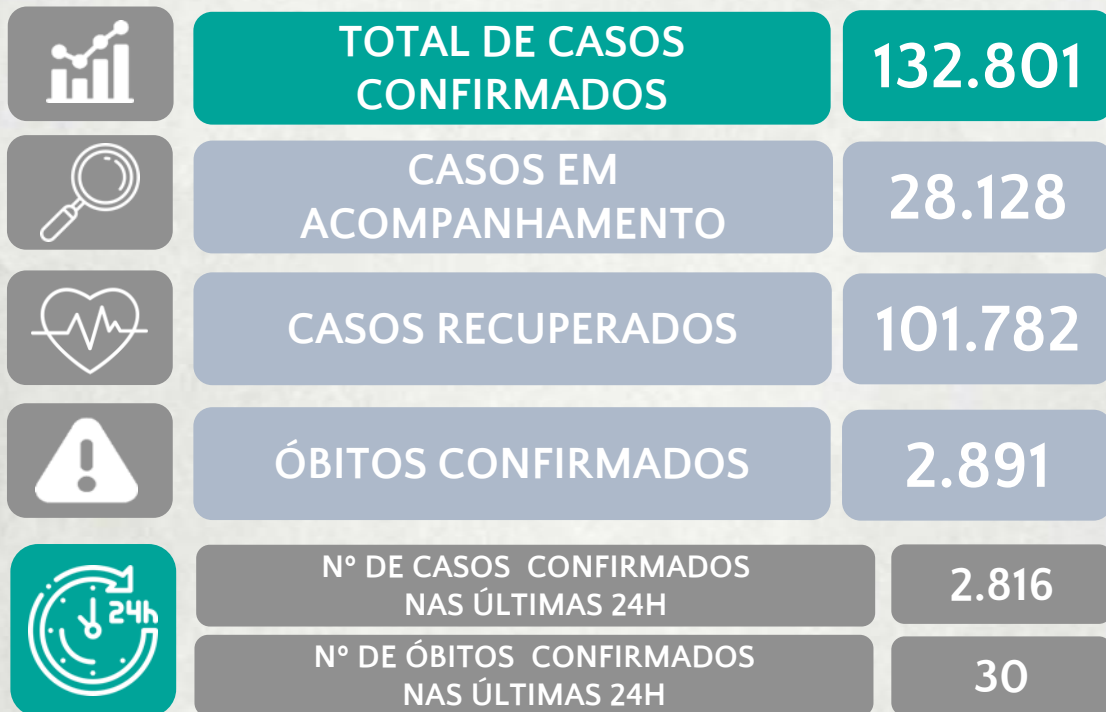 TOTAL DE CASOS
CONFIRMADOS
132.801
CASOS EM
ACOMPANHAMENTO
28.128
CASOS RECUPERADOS
101.782
ÓBITOS CONFIRMADOS
2.891
24h
Nº DE CASOS CONFIRMADOS
NAS ÚLTIMAS 24H
2.816
Nº DE ÓBITOS CONFIRMADOS
NAS ÚLTIMAS 24H
30